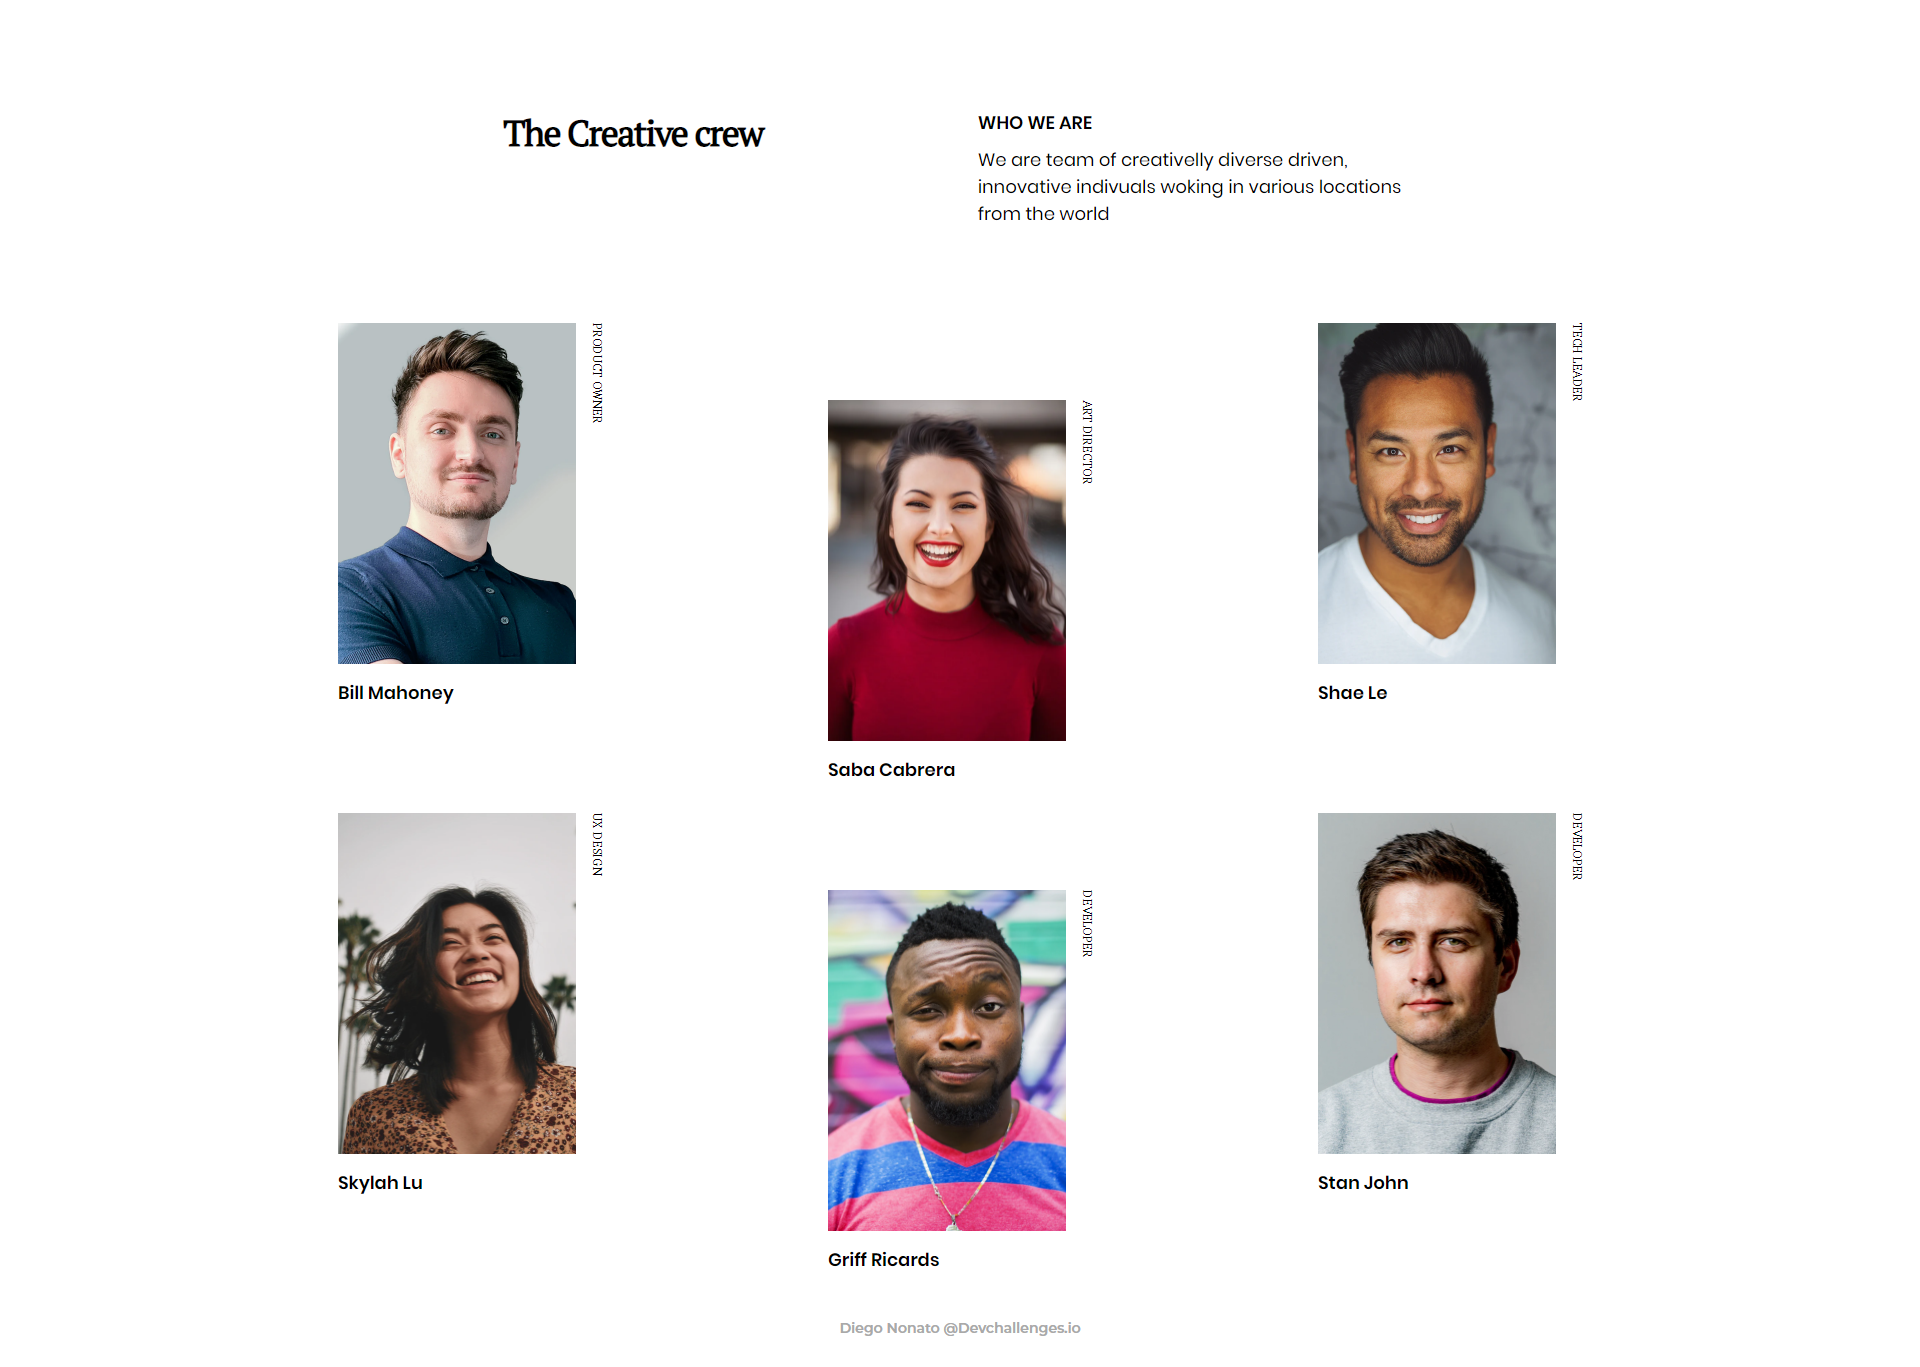 The Creative crew
WHO WE ARE
We are team of creativelly diverse driven,
innovative indivuals woking in various locations
from the world
PRODUCT OWNER
Bill Mahoney
ART DIRECTOR
Saba Cabrera
TECH LEADER
Shae Le
UX DESIGN
Skylah Lu
DEVELOPER
Griff Ricards
DEVELOPER
Stan John
Diego Nonato @Devchallenges.io